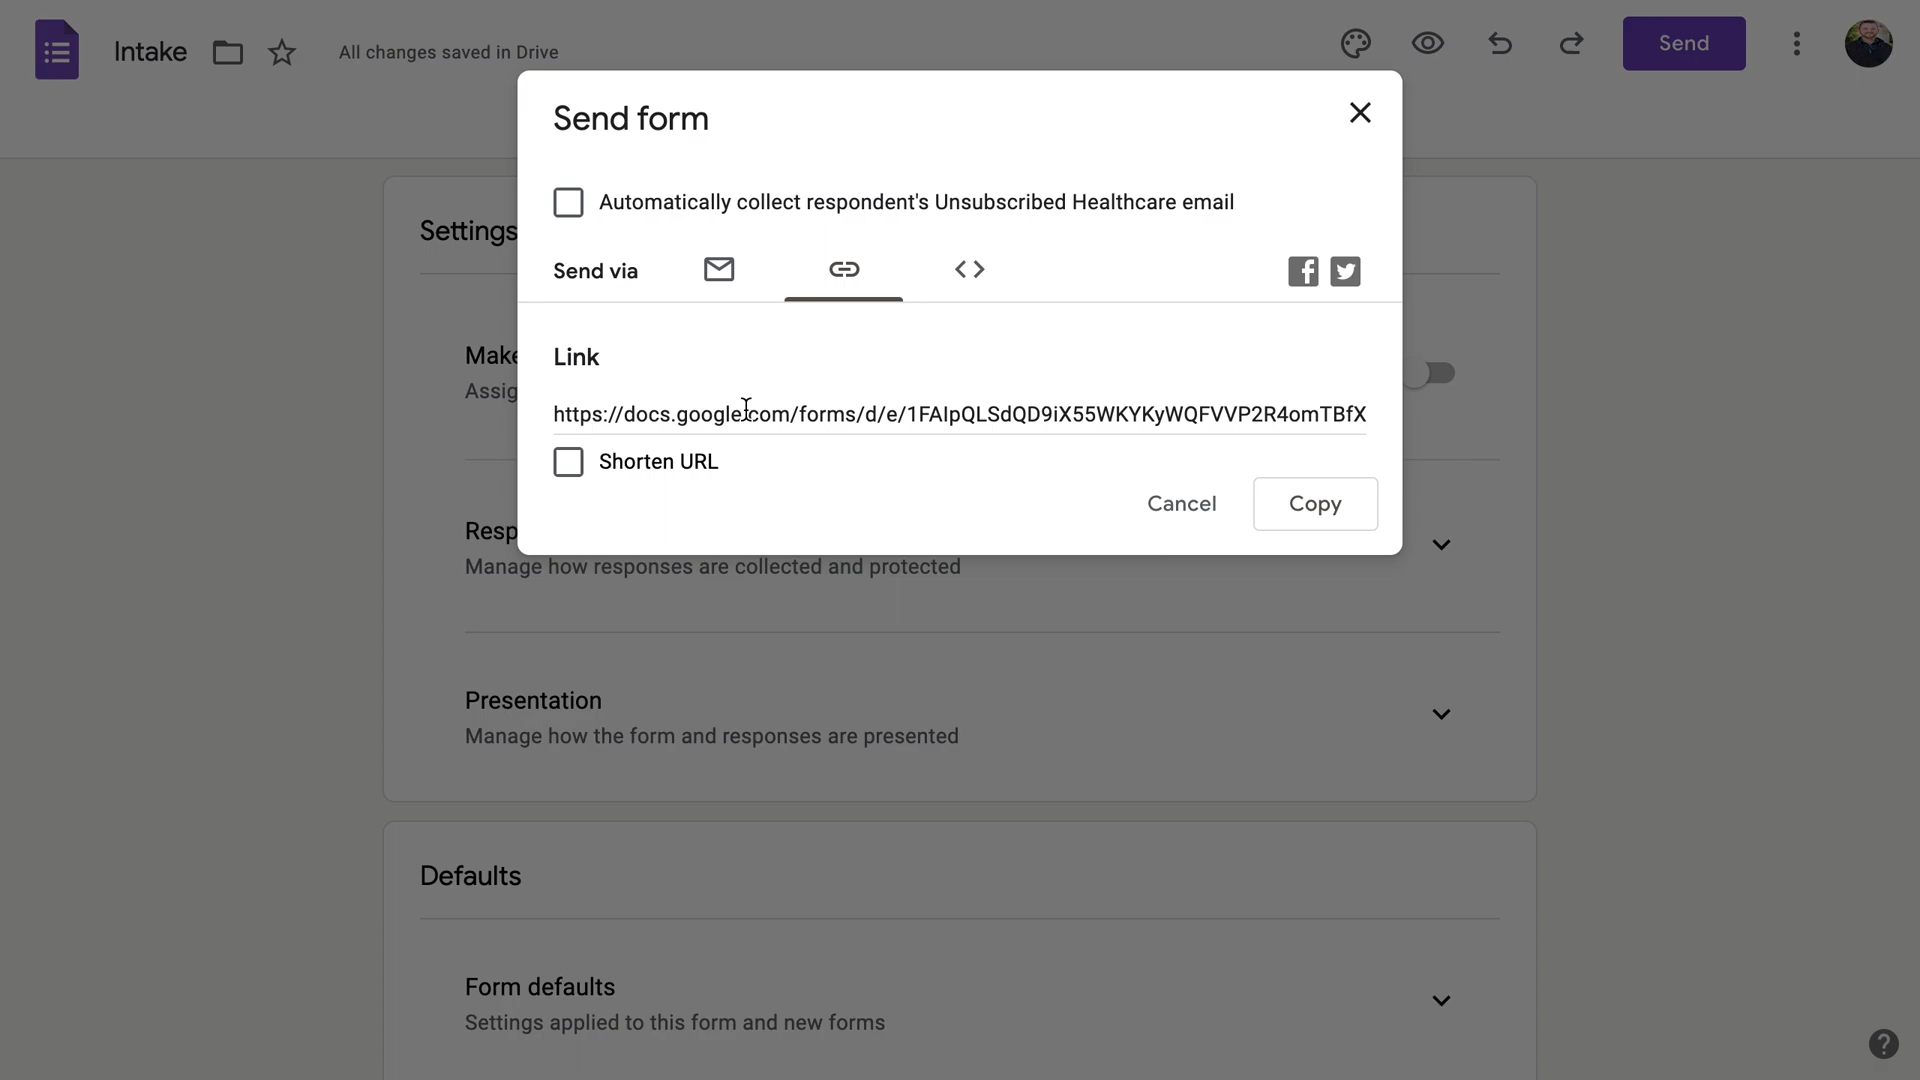 Intake
All changes saved in Drive
Send
Send form
Automatically collect respondent's Unsubscribed Healthcare email
Settings
Send via
Link
Make
Assig
https://docs.google.com/forms/d/e/1FAIpQLSdQD9iX55WKYKyWQFVVP2R4omTBfX
Shorten URL
Cancel
Copy
Resp
Manage how responses are collected and protected
Presentation
Manage how the form and responses are presented
Defaults
Form defaults
Settings applied to this form and new forms